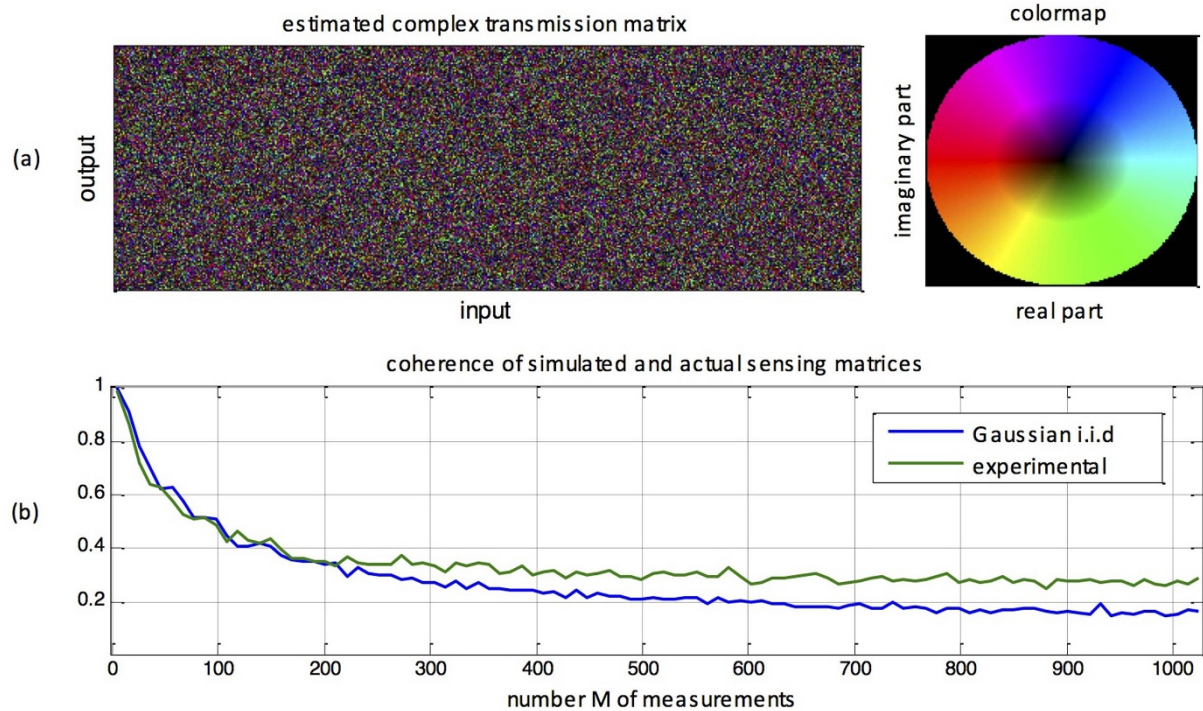 estimated complex transmission matrix
colormap
(a)
output
input
imaginary part
real part
coherence of simulated and actual sensing matrices
(b)
1
0.8
0.6
0.4
0.2
Gaussian i.i.d
experimental
0 100 200 300 400 500 600 700 800 900 1000
number M of measurements